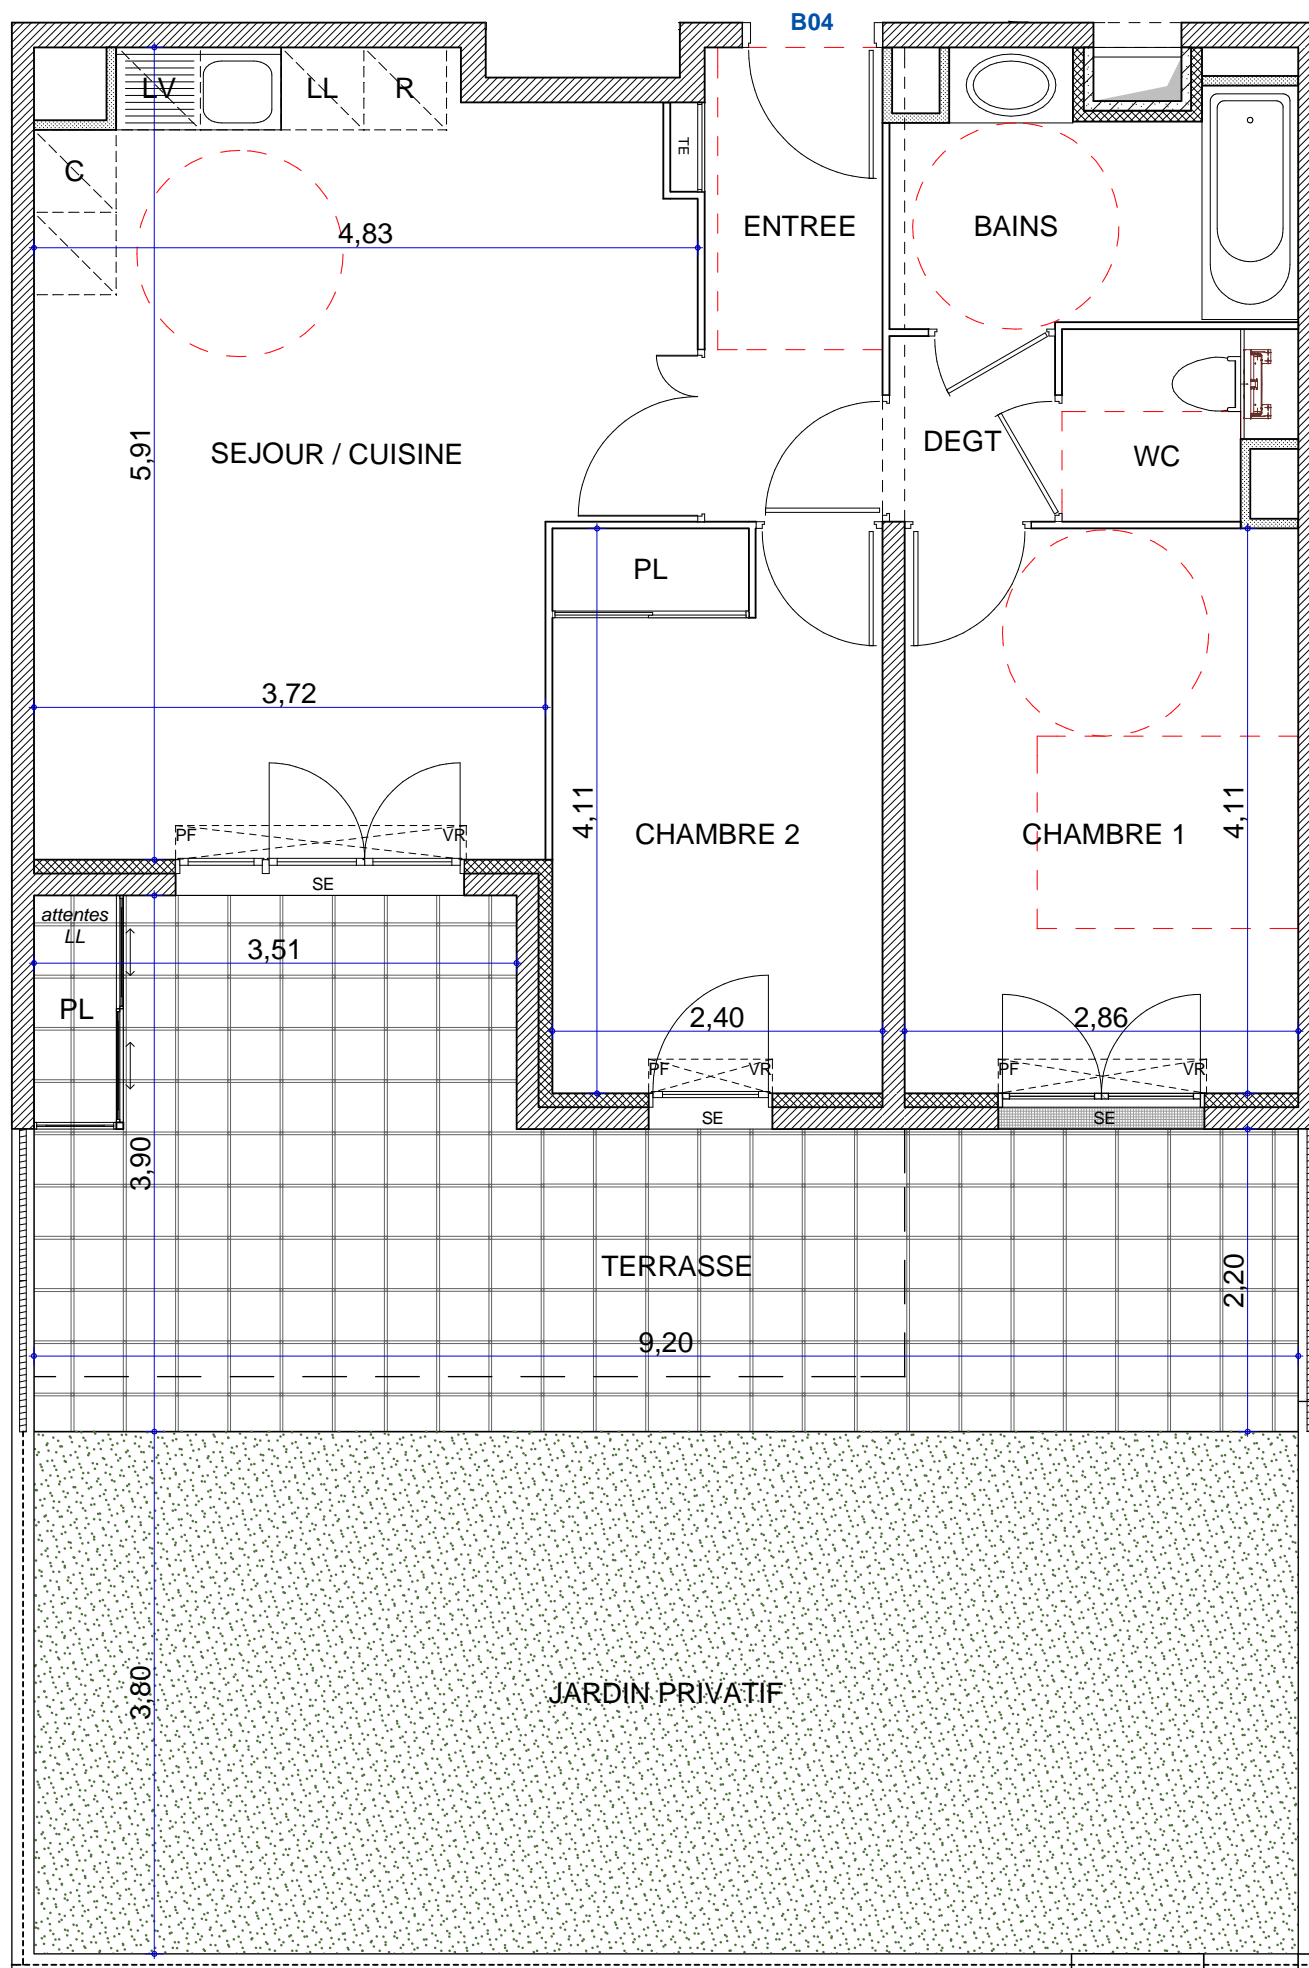 B04
LV
LL
R
TE
C
4,83
ENTREE
BAINS
5,91
SEJOUR / CUISINE
DEGT
WC
PL
3,72
4,11
CHAMBRE 2
CHAMBRE 1
4,11
PF
VR
SE
attentes
LL
3,51
PL
2,40
2,86
PF
VR
PF
VR
SE
SE
3,90
TERRASSE
2,20
9,20
3,80
JARDIN PRIVATIF